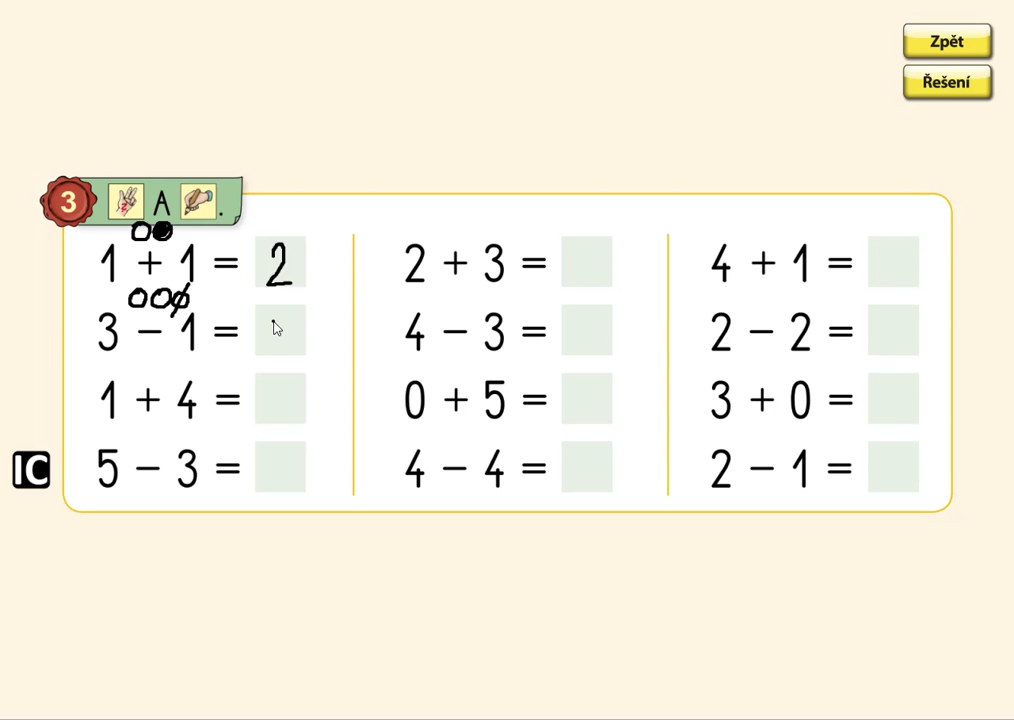 Zpět
Řešení
3 A .
1 + 1 = 2
3 − 1 =
1 + 4 =
5 − 3 =
2 + 3 =
4 − 3 =
0 + 5 =
4 − 4 =
4 + 1 =
2 − 2 =
3 + 0 =
2 − 1 =
IC